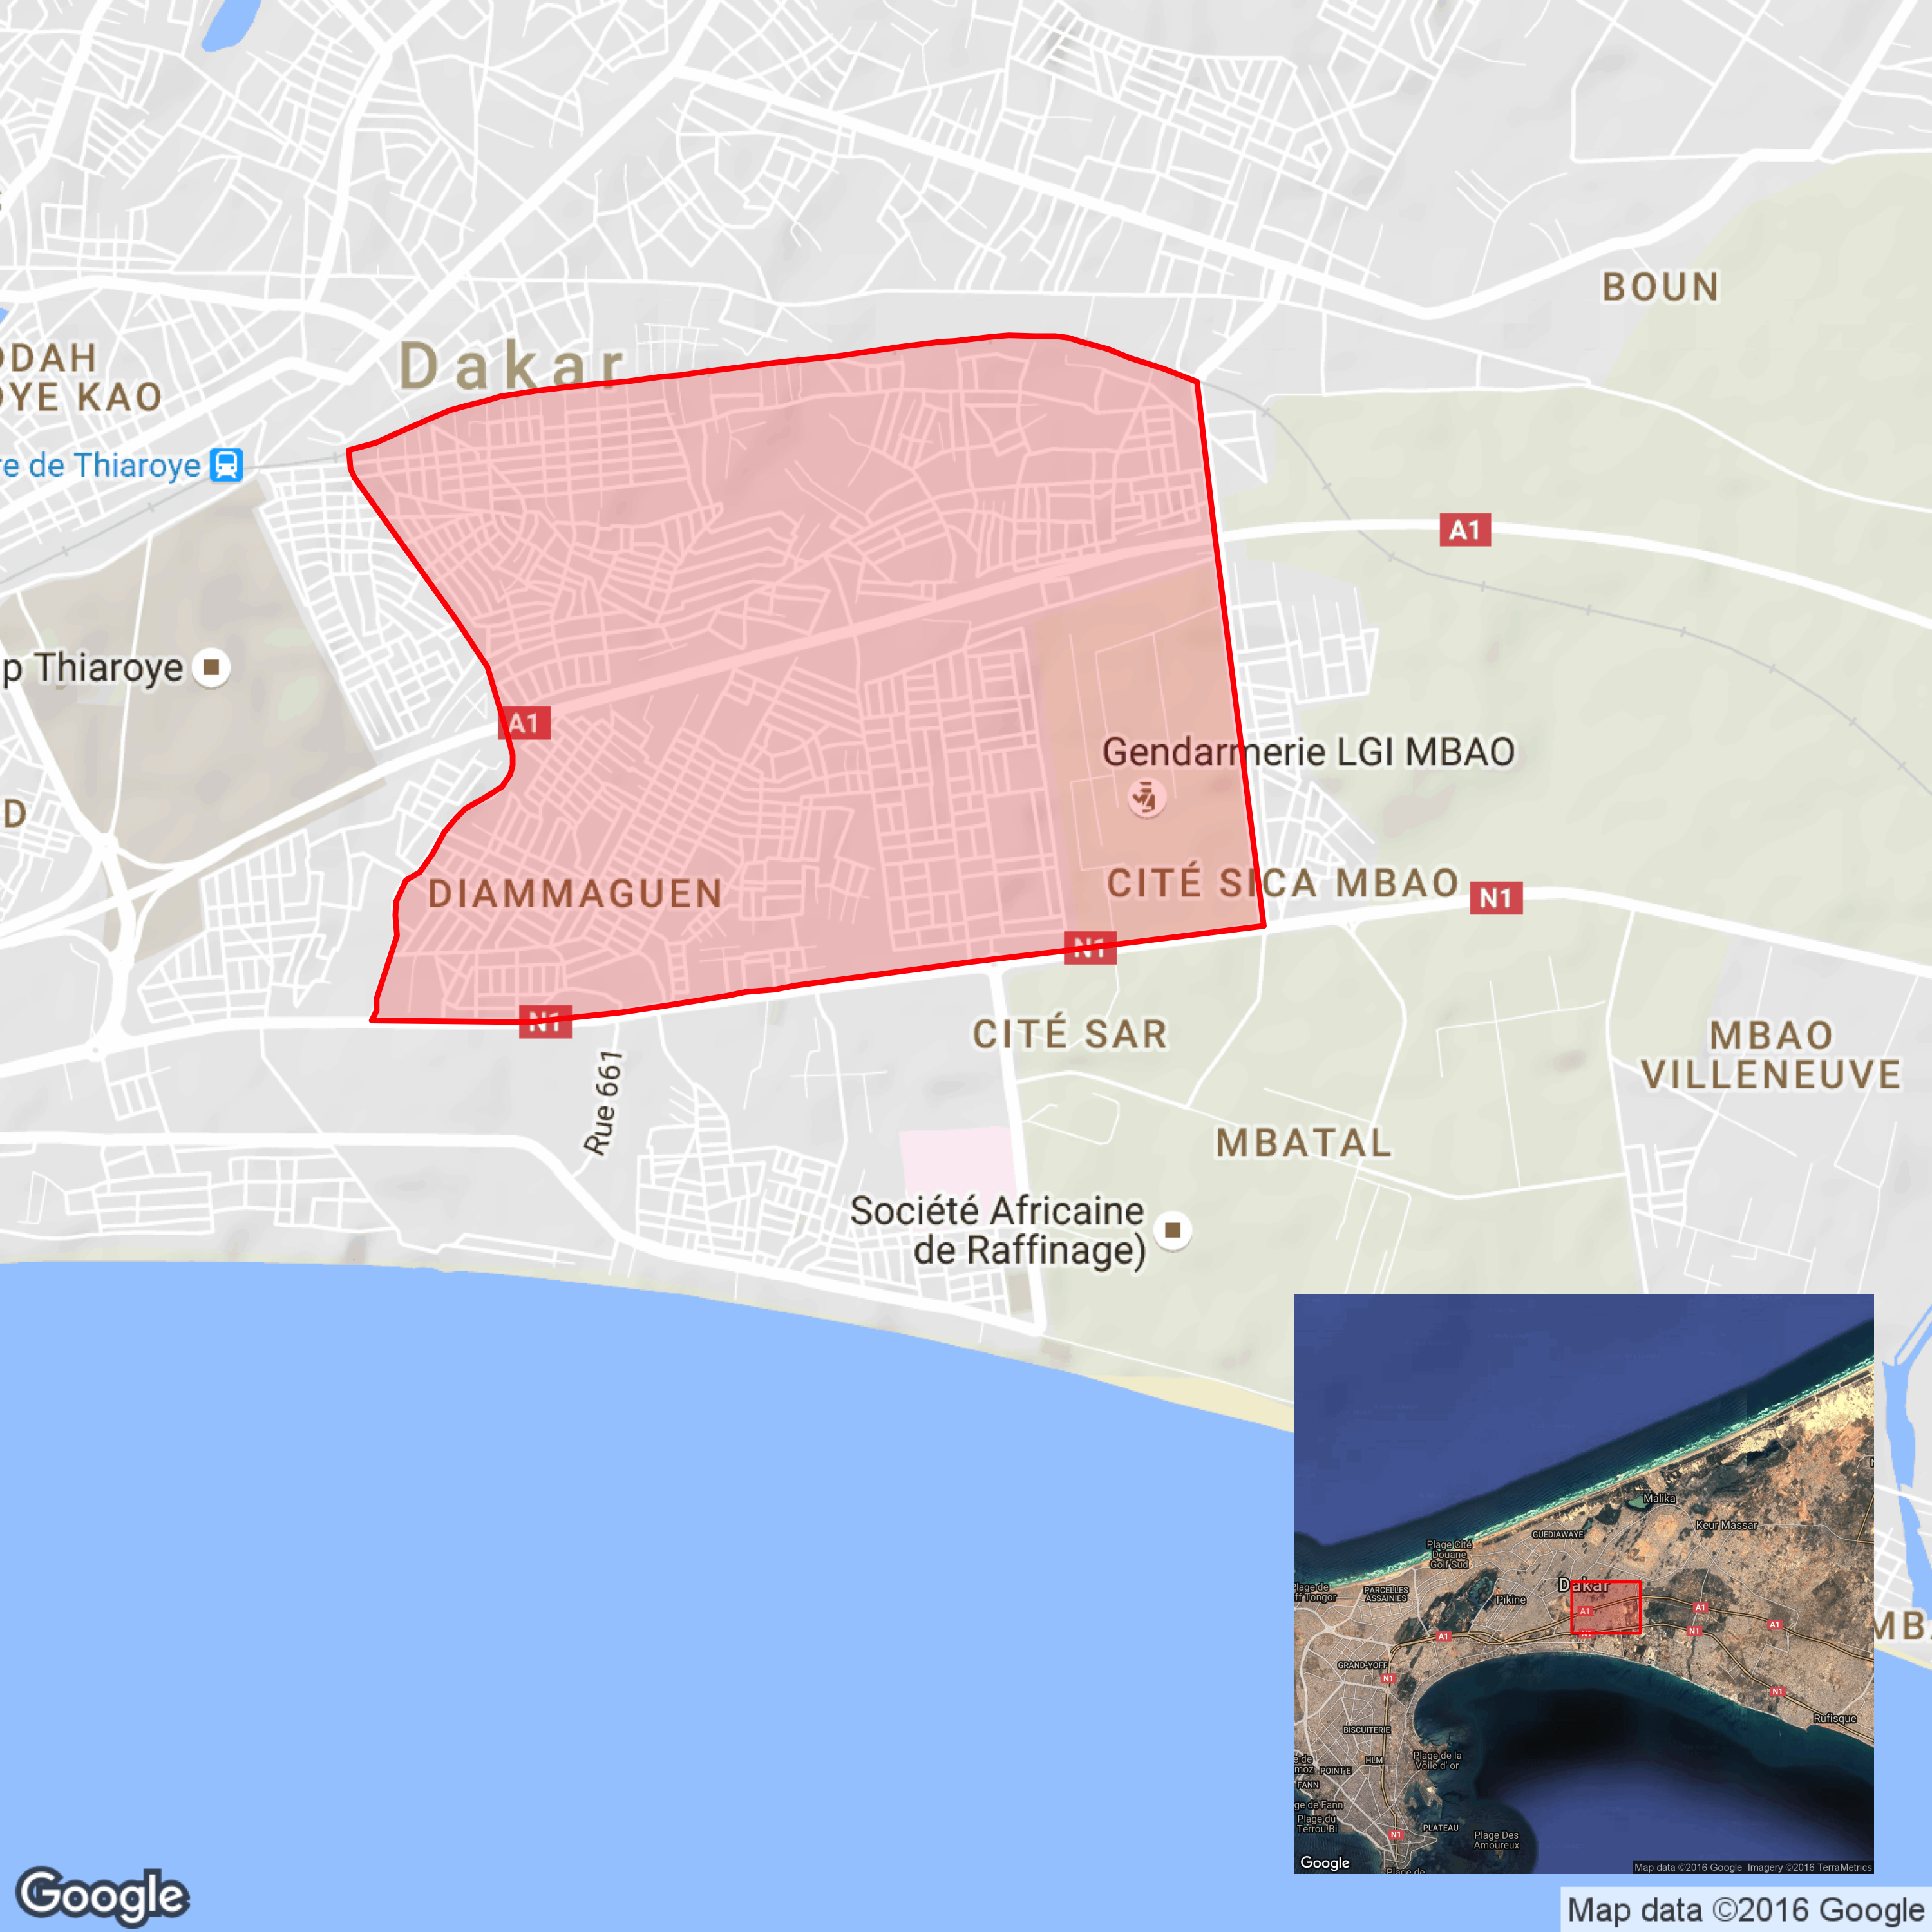 BOUN
DAH
YE KAO
Dakar
re de Thiaroye
A1
p Thiaroye
A1
Gendarmerie LGI MBAO
D
DIAMMAGUEN
CITÉ SICA MBAO
N1
N1
N1
CITÉ SAR
MBAO
VILLENEUVE
Rue 661
MBATAL
Société Africaine
de Raffinage)
Malika
Keur Massar
GUEDIAWAYE
Plage Cité
Douane
Golf Sud
Dakar
plage de
ff Tongor
PARCELLES
ASSAINIES
Pikine
A1
A1
A1
A1
N1
N1
GRAND-YOFF
N1
N1
Rufisque
BISCUITERIE
Plage de la
Voile d'or
HLM
POINT E
FANN
ge de Fann
Plage du
Terrou Bi
PLATEAU
Plage Des
Amoureux
N1
Plage de
Google
Map data ©2016 Google Imagery ©2016 TerraMetrics
MB
Google
Map data ©2016 Google